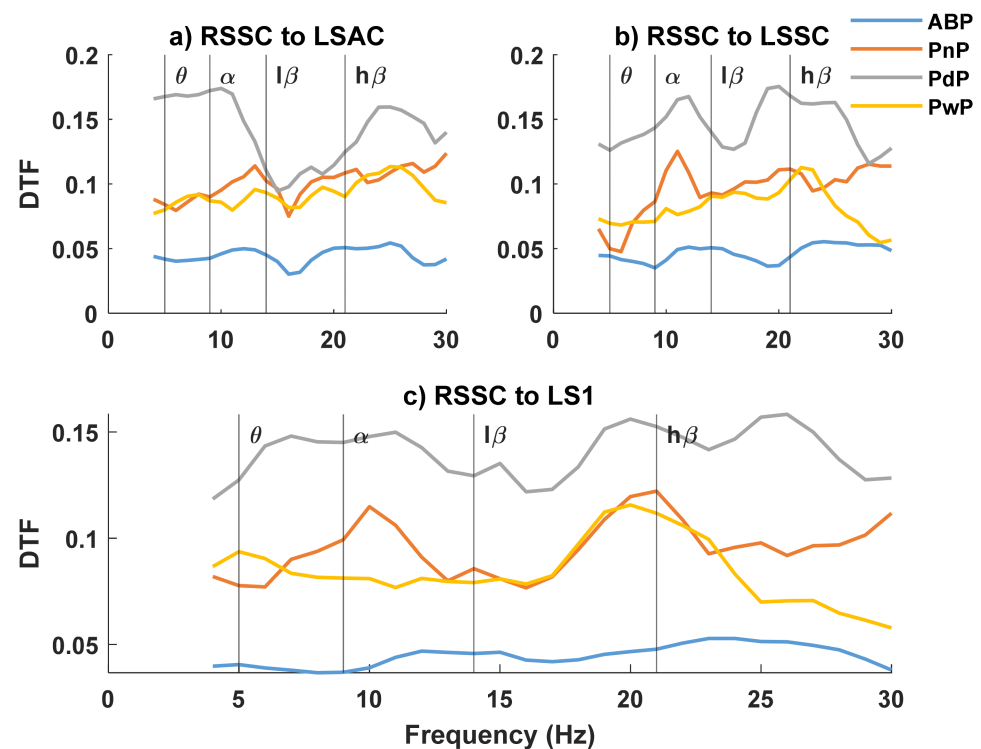 a) RSSC to LSAC
b) RSSC to LSSC
ABP
PnP
PdP
PwP
θ α lβ hβ
θ α lβ hβ
0.2
0.15
0.1
0.05
0
DTF
0 10 20 30
0.2
0.15
0.1
0.05
0
0 10 20 30
c) RSSC to LS1
θ α lβ hβ
0.15
0.1
0.05
DTF
0 5 10 15 20 25 30
Frequency (Hz)